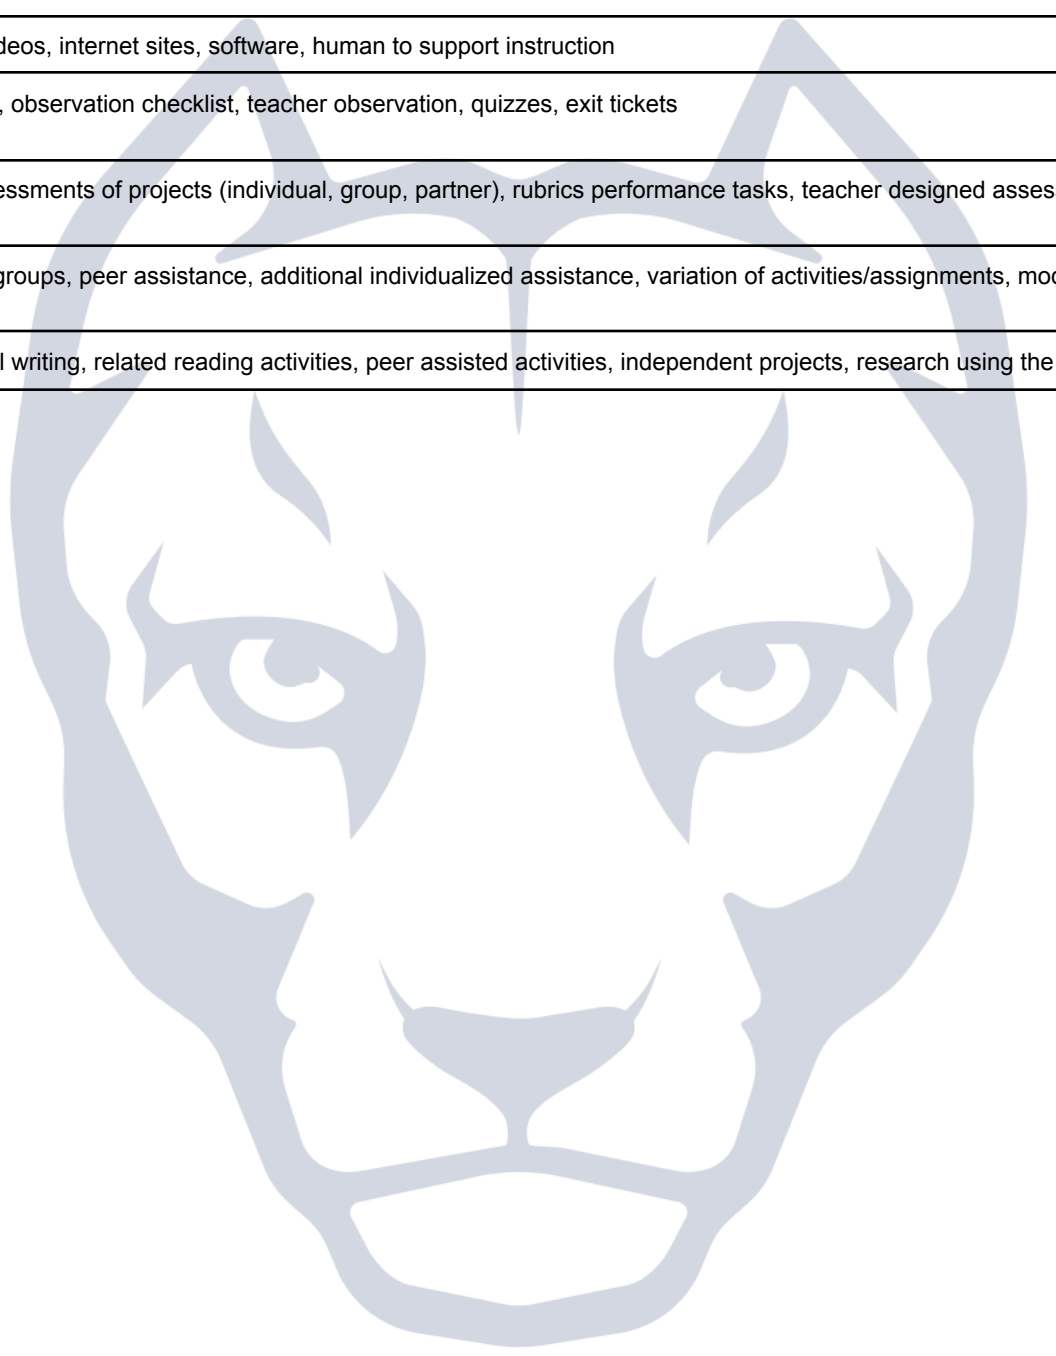 deos, internet sites, software, human to support instruction
, observation checklist, teacher observation, quizzes, exit tickets
essments of projects (individual, group, partner), rubrics performance tasks, teacher designed asses
groups, peer assistance, additional individualized assistance, variation of activities/assignments, mod
l writing, related reading activities, peer assisted activities, independent projects, research using the